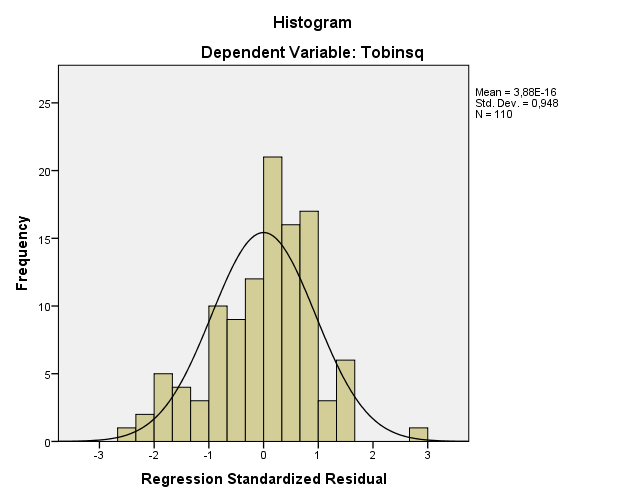 Histogram
Dependent Variable: Tobinsq
Mean = 3,88E-16
Std. Dev. = 0,948
N = 110
Frequency
25
20
15
10
5
0
-3 -2 -1 0 1 2 3
Regression Standardized Residual